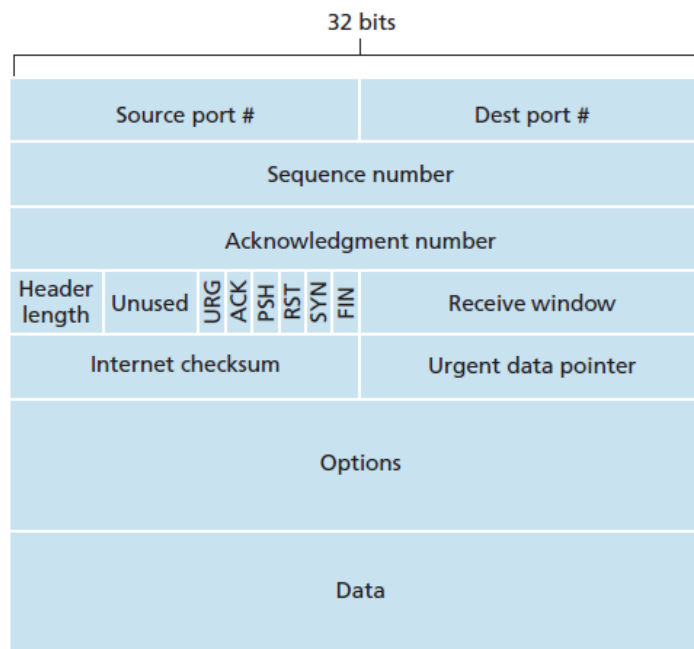 32 bits
Source port # Dest port #
Sequence number
Acknowledgment number
Header length Unused URG ACK PSH RST SYN FIN Receive window
Internet checksum Urgent data pointer
Options
Data